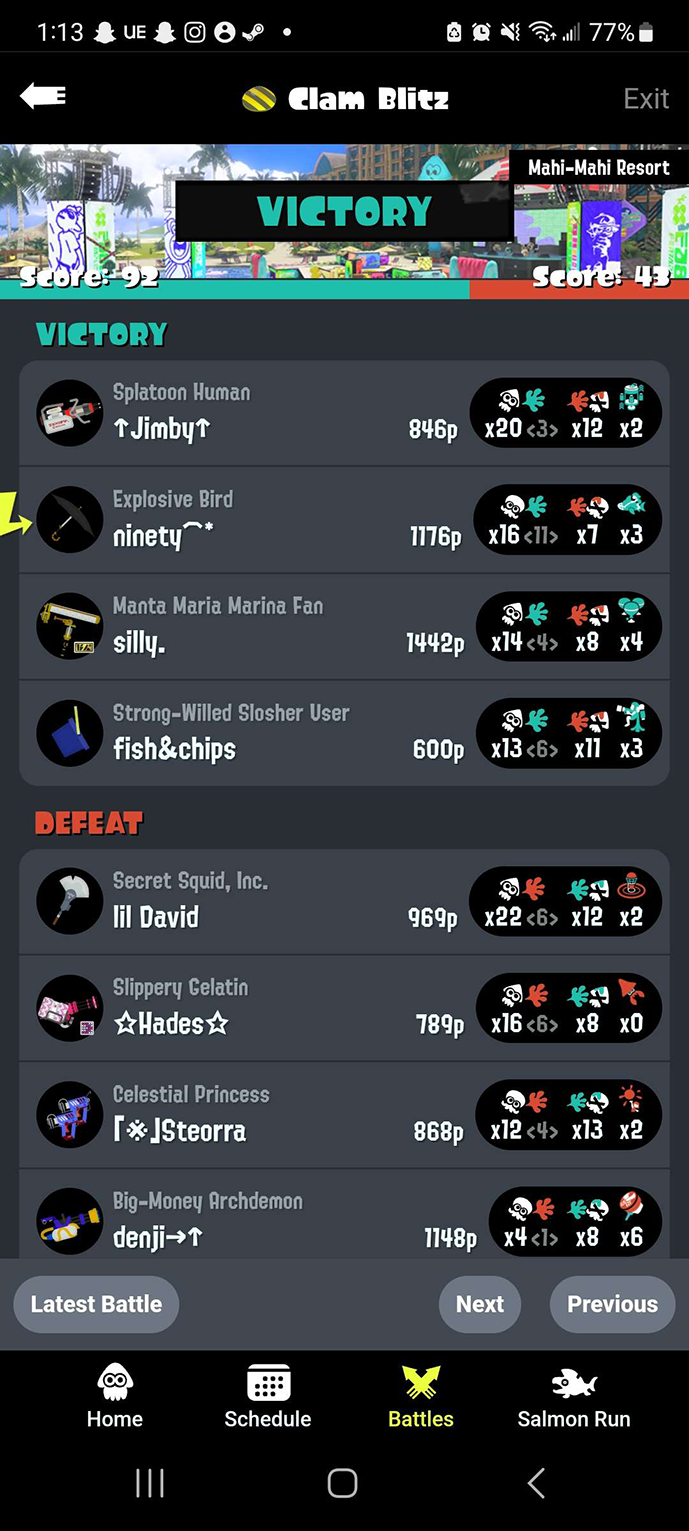 1:13 UE 77%
Clam Blitz Exit
Mahi-Mahi Resort
VICTORY
Score: 92 Score: 43
VICTORY
Splatoon Human
↑Jimby↑ 846p x20 <3> x12 x2
Explosive Bird
ninety⌒* 1176p x16 <11> x7 x3
Manta Maria Marina Fan
silly. 1442p x14 <4> x8 x4
Strong-Willed Slosher User
fish&chips 600p x13 <6> x11 x3
DEFEAT
Secret Squid, Inc.
lil David 969p x22 <6> x12 x2
Slippery Gelatin
☆Hades☆ 789p x16 <6> x8 x0
Celestial Princess
「※」Steorra 868p x12 <4> x13 x2
Big-Money Archdemon
denji→↑ 1148p x4 <1> x8 x6
Latest Battle Next Previous
Home Schedule Battles Salmon Run